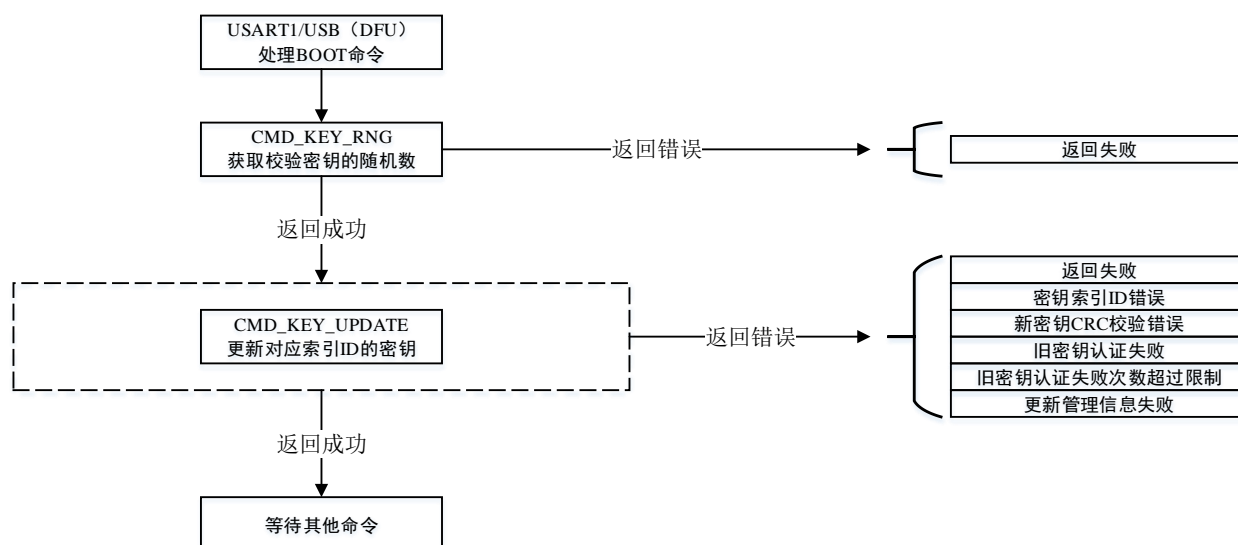 USART1/USB（DFU）
处理BOOT命令
CMD_KEY_RNG
获取校验密钥的随机数
返回错误
返回失败
返回成功
CMD_KEY_UPDATE
更新对应索引ID的密钥
返回错误
返回失败
密钥索引ID错误
新密钥CRC校验错误
旧密钥认证失败
旧密钥认证失败次数超过限制
更新管理信息失败
返回成功
等待其他命令